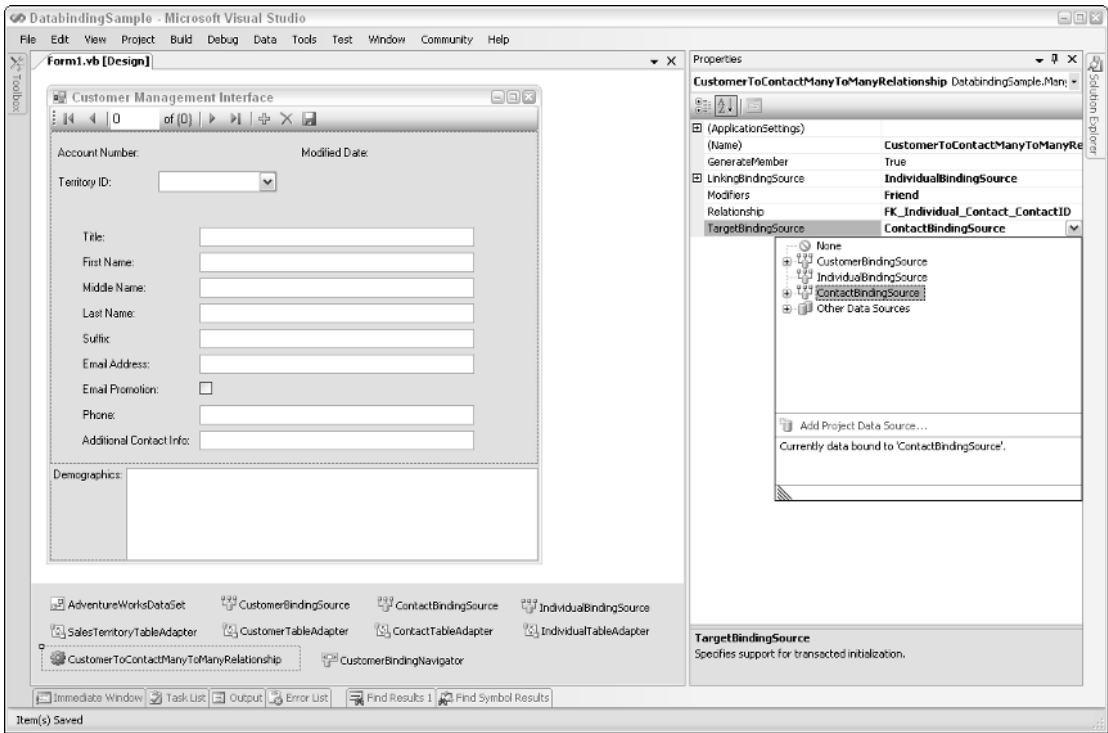 DatabindingSample - Microsoft Visual Studio
File Edit View Project Build Debug Data Tools Test Window Community Help
Toolbox
Form1.vb [Design]
Customer Management Interface
0 of {0}
Account Number: Modified Date:
Territory ID:
Title:
First Name:
Middle Name:
Last Name:
Suffix:
Email Address:
Email Promotion:
Phone:
Additional Contact Info:
Demographics:
AdventureWorksDataSet CustomerBindingSource ContactBindingSource IndividualBindingSource
SalesTerritoryTableAdapter CustomerTableAdapter ContactTableAdapter IndividualTableAdapter
CustomerToContactManyToManyRelationship CustomerBindingNavigator
Properties
CustomerToContactManyToManyRelationship DatabindingSample.Many
(ApplicationSettings)
(Name) CustomerToContactManyToManyRe
GenerateMember True
LinkingBindingSource IndividualBindingSource
Modifiers Friend
Relationship FK_Individual_Contact_ContactID
TargetBindingSource ContactBindingSource
None
CustomerBindingSource
IndividualBindingSource
ContactBindingSource
Other Data Sources
Add Project Data Source...
Currently data bound to 'ContactBindingSource'.
TargetBindingSource
Specifies support for transacted initialization.
Solution Explorer
Immediate Window Task List Output Error List Find Results 1 Find Symbol Results
Item(s) Saved